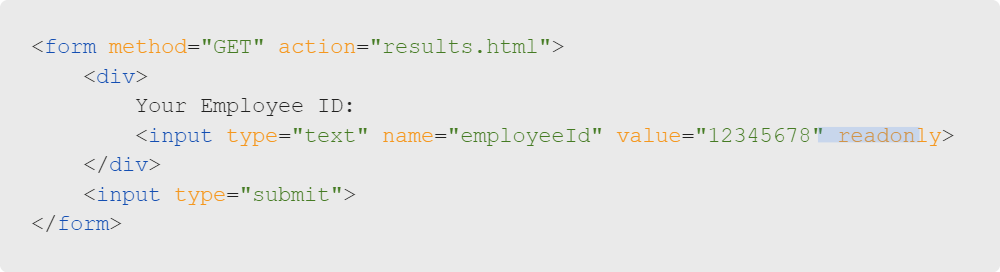 <form method="GET" action="results.html">
    <div>
        Your Employee ID:
        <input type="text" name="employeeId" value="12345678" readonly>
    </div>
    <input type="submit">
</form>